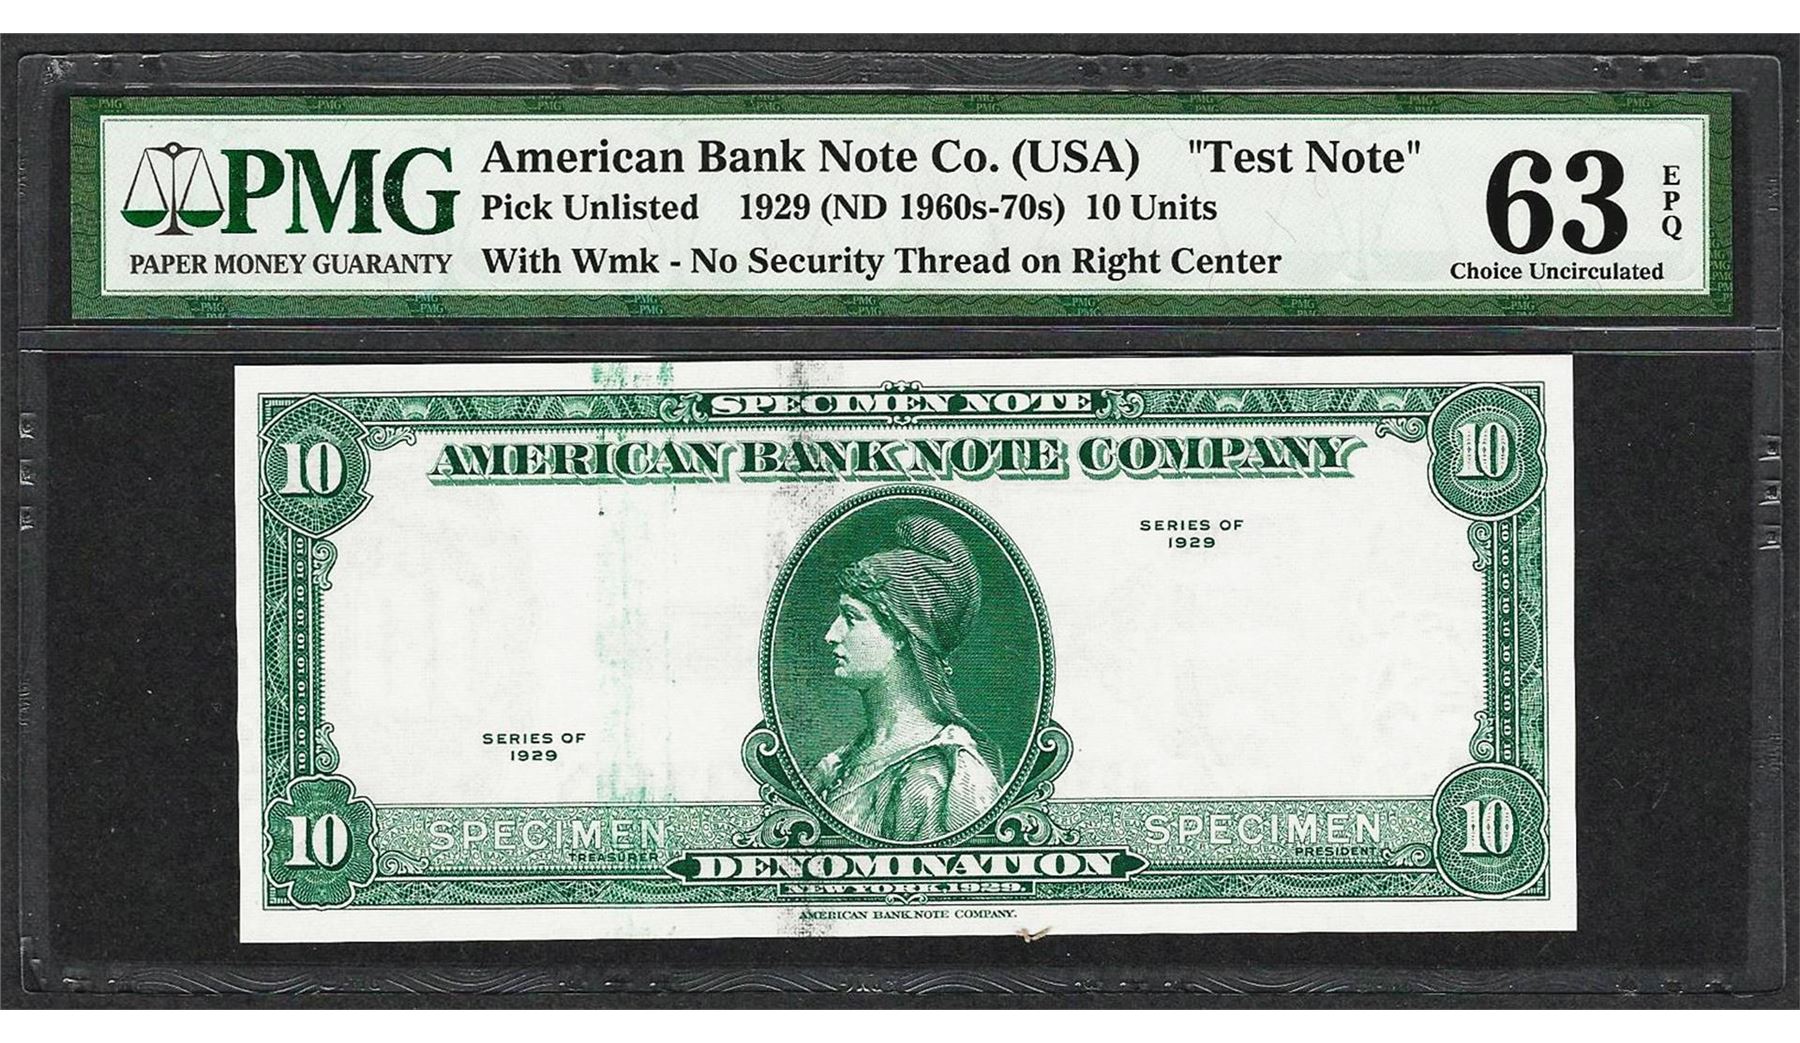 American Bank Note Co. (USA) "Test Note"
PMG
PAPER MONEY GUARANTY
Pick Unlisted 1929 (ND 1960s-70s) 10 Units
With Wmk - No Security Thread on Right Center
63
EPQ
Choice Uncirculated
SPECIMEN NOTE
10
AMERICAN BANK NOTE COMPANY
10
SERIES OF
1929
SERIES OF
1929
10
SPECIMEN
TREASURER
SPECIMEN
PRESIDENT
10
DENOMINATION
NEW YORK, 1929.
AMERICAN BANK NOTE COMPANY.